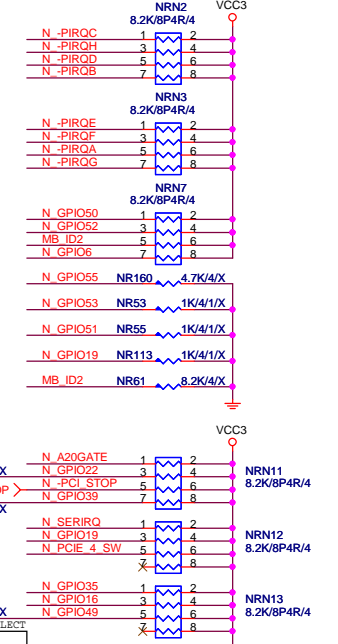 NRN2 VCC3
8.2K/8P4R/4
N_-PIRQC 1 2
N_-PIRQH 3 4
N_-PIRQD 5 6
N_-PIRQB 7 8
NRN3
8.2K/8P4R/4
N_-PIRQE 1 2
N_-PIRQF 3 4
N_-PIRQA 5 6
N_-PIRQG 7 8
NRN7
8.2K/8P4R/4
N_GPIO50 1 2
N_GPIO52 3 4
MB_ID2 5 6
N_GPIO6 7 8
N_GPIO55 NR160 4.7K/4/X
N_GPIO53 NR53 1K/4/1/X
N_GPIO51 NR55 1K/4/1/X
N_GPIO19 NR113 1K/4/1/X
MB_ID2 NR61 8.2K/4/X
VCC3
N_A20GATE 1 2
X N_GPIO22 3 4 NRN11
OP N_-PCI_STOP 5 6 8.2K/8P4R/4
N_GPIO39 7 8
X
N_SERIRQ 1 2
N_GPIO19 3 4 NRN12
N_PCIE_4_SW 5 6 8.2K/8P4R/4
7 8
N_GPIO35 1 2
N_GPIO16 3 4 NRN13
X N_GPIO49 5 6 8.2K/8P4R/4
LECT 7 8